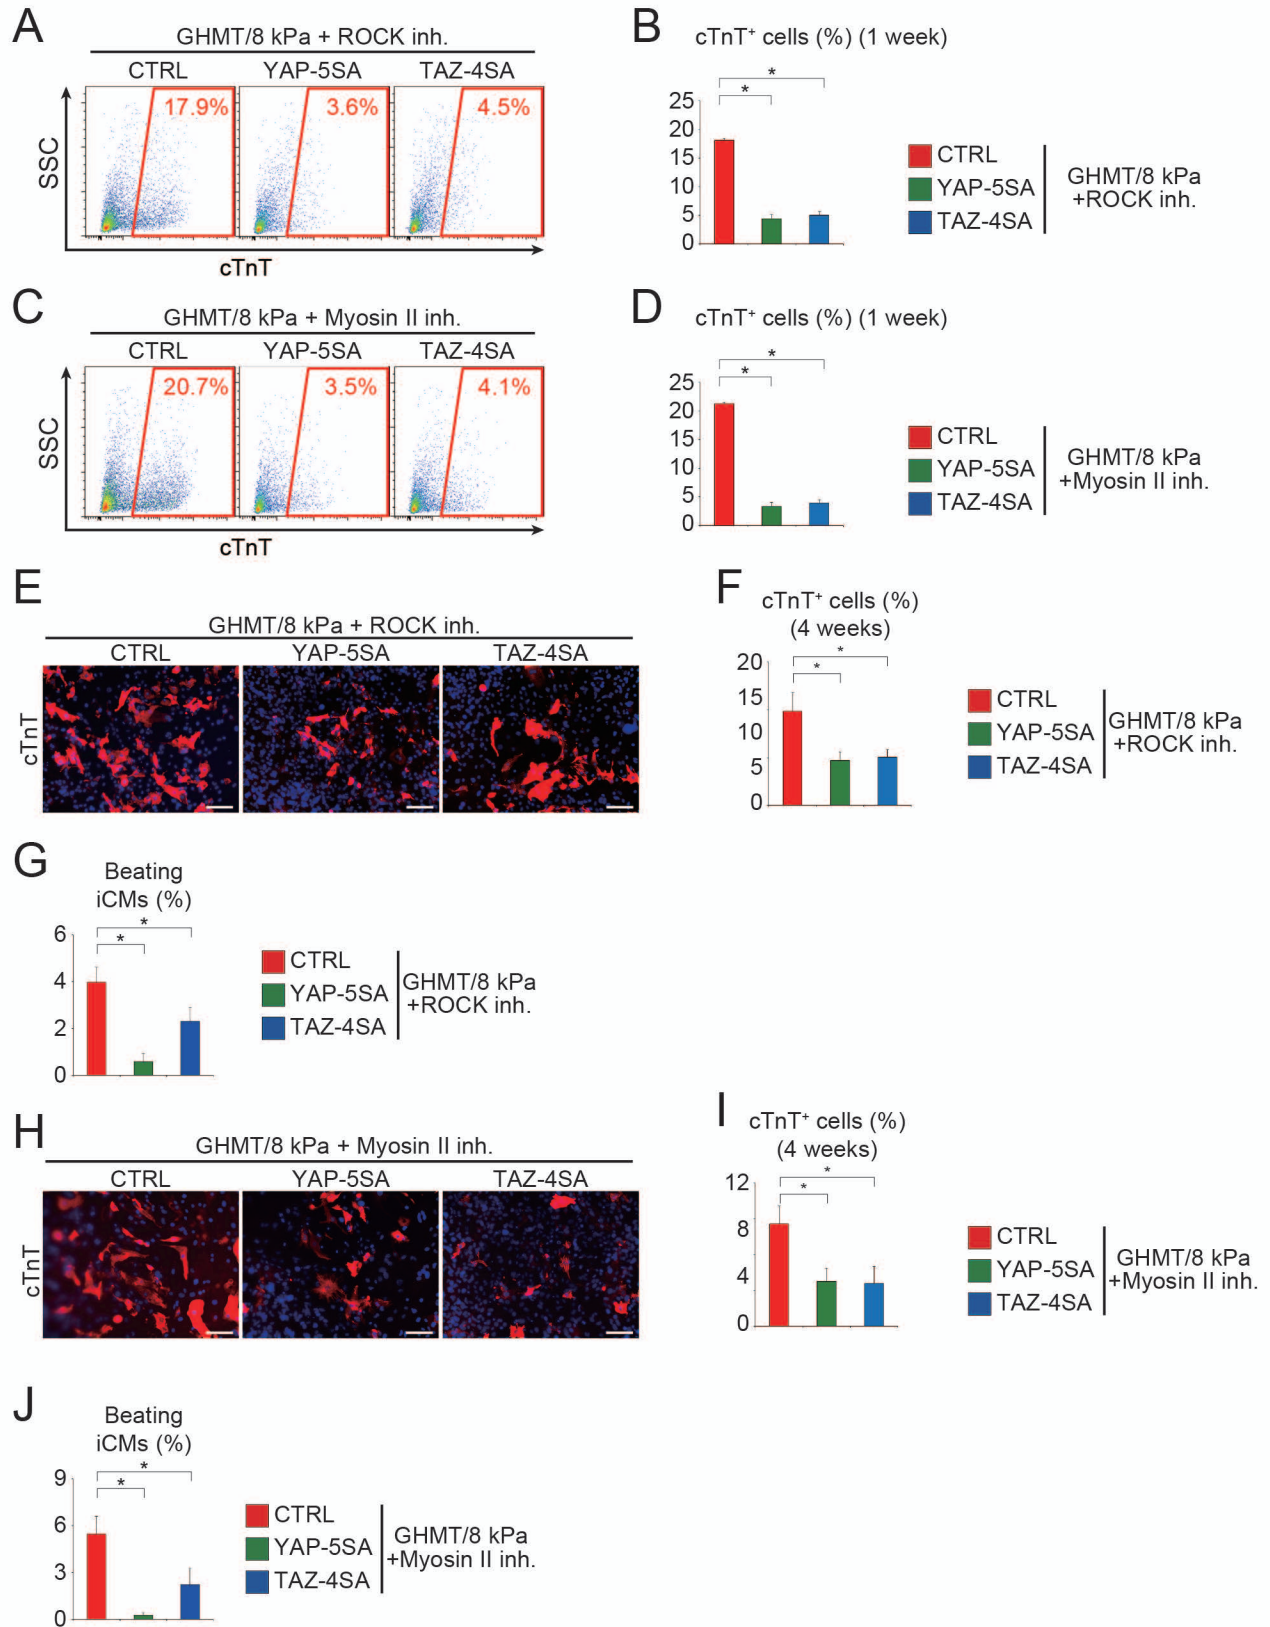 A
GHMT/8 kPa + ROCK inh.
CTRL YAP-5SA TAZ-4SA
17.9% 3.6% 4.5%
SSC
cTnT
B
cTnT+ cells (%) (1 week)
*
*
25
20
15
10
5
0
CTRL
YAP-5SA
TAZ-4SA
GHMT/8 kPa
+ROCK inh.
C
GHMT/8 kPa + Myosin II inh.
CTRL YAP-5SA TAZ-4SA
20.7% 3.5% 4.1%
SSC
cTnT
D
cTnT+ cells (%) (1 week)
*
*
25
20
15
10
5
0
CTRL
YAP-5SA
TAZ-4SA
GHMT/8 kPa
+Myosin II inh.
E
GHMT/8 kPa + ROCK inh.
CTRL YAP-5SA TAZ-4SA
cTnT
F
cTnT+ cells (%)
(4 weeks)
*
*
20
15
10
5
0
CTRL
YAP-5SA
TAZ-4SA
GHMT/8 kPa
+ROCK inh.
G
Beating
iCMs (%)
*
*
6
4
2
0
CTRL
YAP-5SA
TAZ-4SA
GHMT/8 kPa
+ROCK inh.
H
GHMT/8 kPa + Myosin II inh.
CTRL YAP-5SA TAZ-4SA
cTnT
I
cTnT+ cells (%)
(4 weeks)
*
*
12
8
4
0
CTRL
YAP-5SA
TAZ-4SA
GHMT/8 kPa
+Myosin II inh.
J
Beating
iCMs (%)
*
*
9
6
3
0
CTRL
YAP-5SA
TAZ-4SA
GHMT/8 kPa
+Myosin II inh.